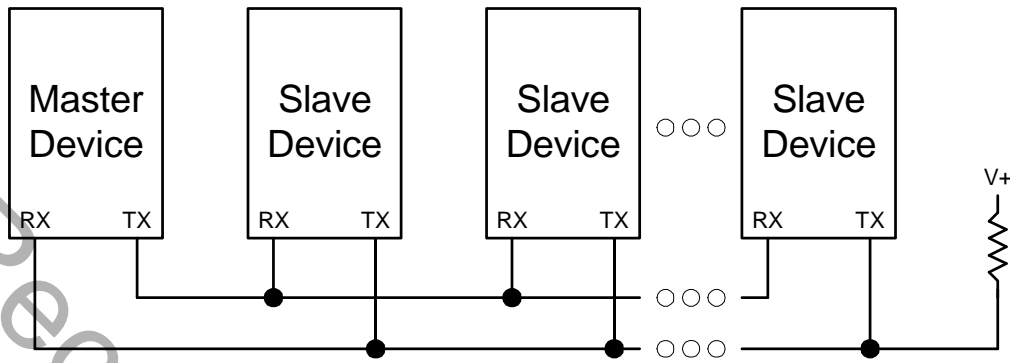 Master
Device
Slave
Device
Slave
Device
Slave
Device
V+
RX TX
RX TX
RX TX
RX TX